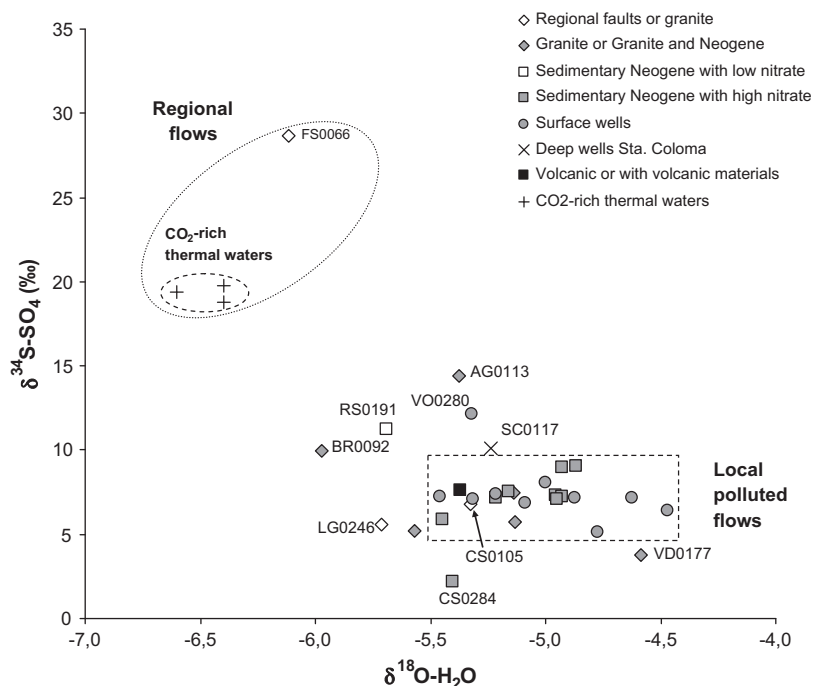 Regional faults or granite
Granite or Granite and Neogene
Sedimentary Neogene with low nitrate
Sedimentary Neogene with high nitrate
Surface wells
Deep wells Sta. Coloma
Volcanic or with volcanic materials
CO2-rich thermal waters
35
30
25
20
15
10
5
0
δ³⁴S-SO₄ (‰)
Regional
flows
FS0066
CO₂-rich
thermal waters
AG0113
VO0280
RS0191
SC0117
BR0092
Local
polluted
flows
LG0246
CS0105
VD0177
CS0284
-7,0 -6,5 -6,0 -5,5 -5,0 -4,5 -4,0
δ¹⁸O-H₂O